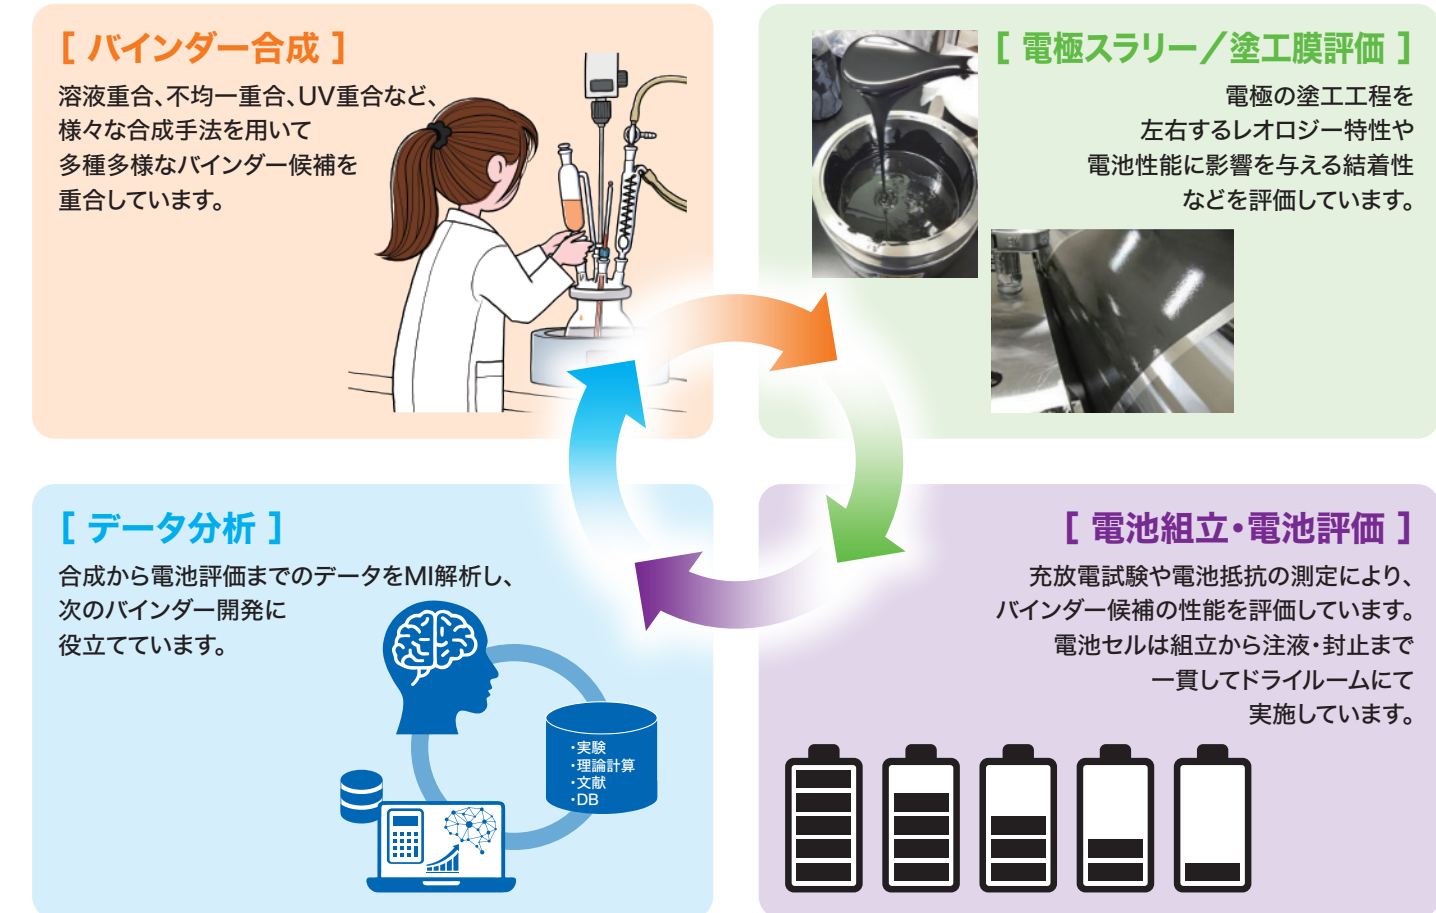 [ バインダー合成 ]
溶液重合、不均一重合、UV重合など、
様々な合成手法を用いて
多種多様なバインダー候補を
重合しています。
[ 電極スラリー／塗工膜評価 ]
電極の塗工工程を
左右するレオロジー特性や
電池性能に影響を与える結着性
などを評価しています。
[ データ分析 ]
合成から電池評価までのデータをMI解析し、
次のバインダー開発に
役立てています。
・実験
・理論計算
・文献
・DB
[ 電池組立・電池評価 ]
充放電試験や電池抵抗の測定により、
バインダー候補の性能を評価しています。
電池セルは組立から注液・封止まで
一貫してドライルームにて
実施しています。